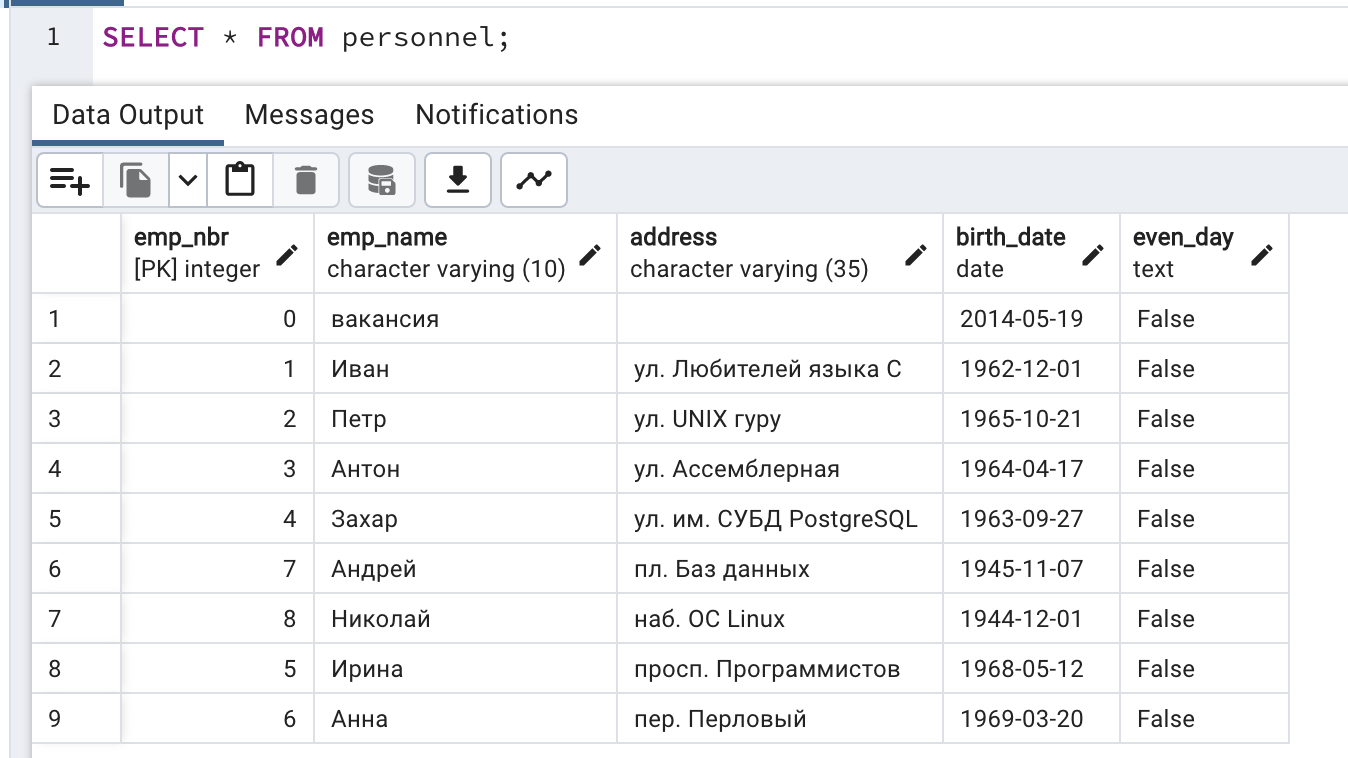 1 SELECT * FROM personnel;
Data Output Messages Notifications
emp_nbr emp_name address birth_date even_day
[PK] integer character varying (10) character varying (35) date text
1 0 вакансия 2014-05-19 False
2 1 Иван ул. Любителей языка С 1962-12-01 False
3 2 Петр ул. UNIX гуру 1965-10-21 False
4 3 Антон ул. Ассемблерная 1964-04-17 False
5 4 Захар ул. им. СУБД PostgreSQL 1963-09-27 False
6 7 Андрей пл. Баз данных 1945-11-07 False
7 8 Николай наб. ОС Linux 1944-12-01 False
8 5 Ирина просп. Программистов 1968-05-12 False
9 6 Анна пер. Перловый 1969-03-20 False